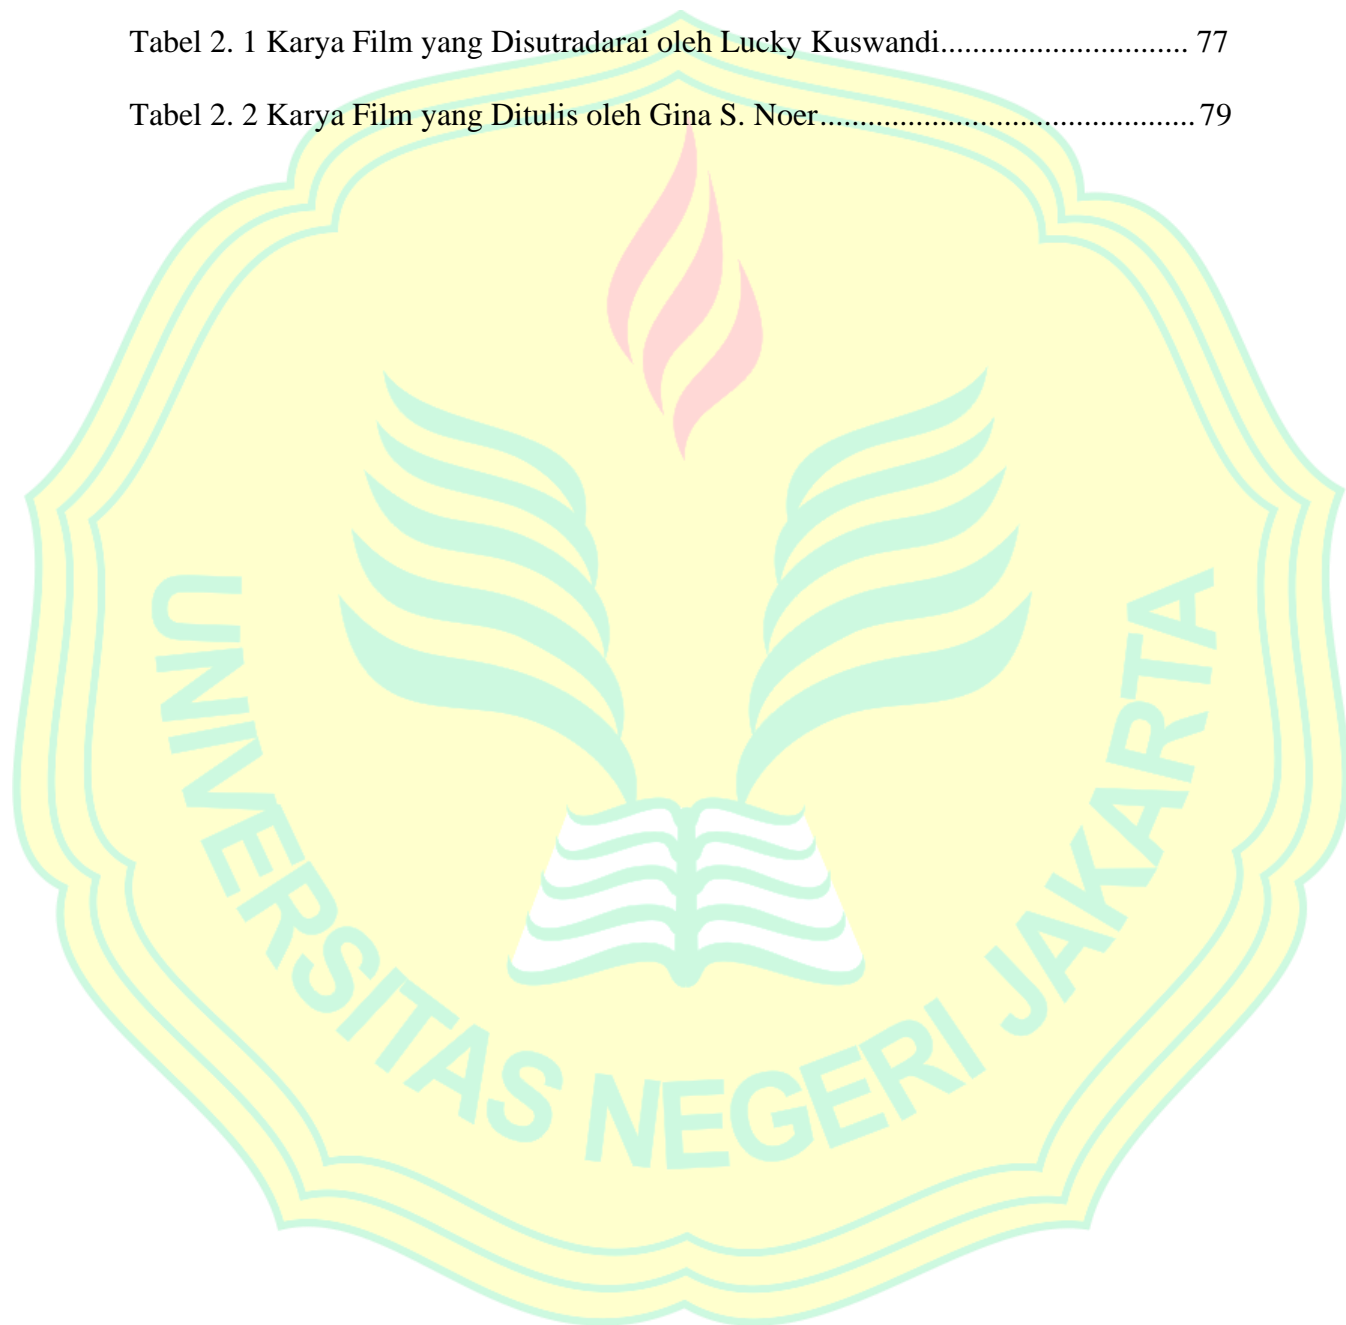 Tabel 2. 1 Karya Film yang Disutradarai oleh Lucky Kuswandi............................... 77
Tabel 2. 2 Karya Film yang Ditulis oleh Gina S. Noer............................................... 79
UNIVERSITAS NEGERI JAKARTA